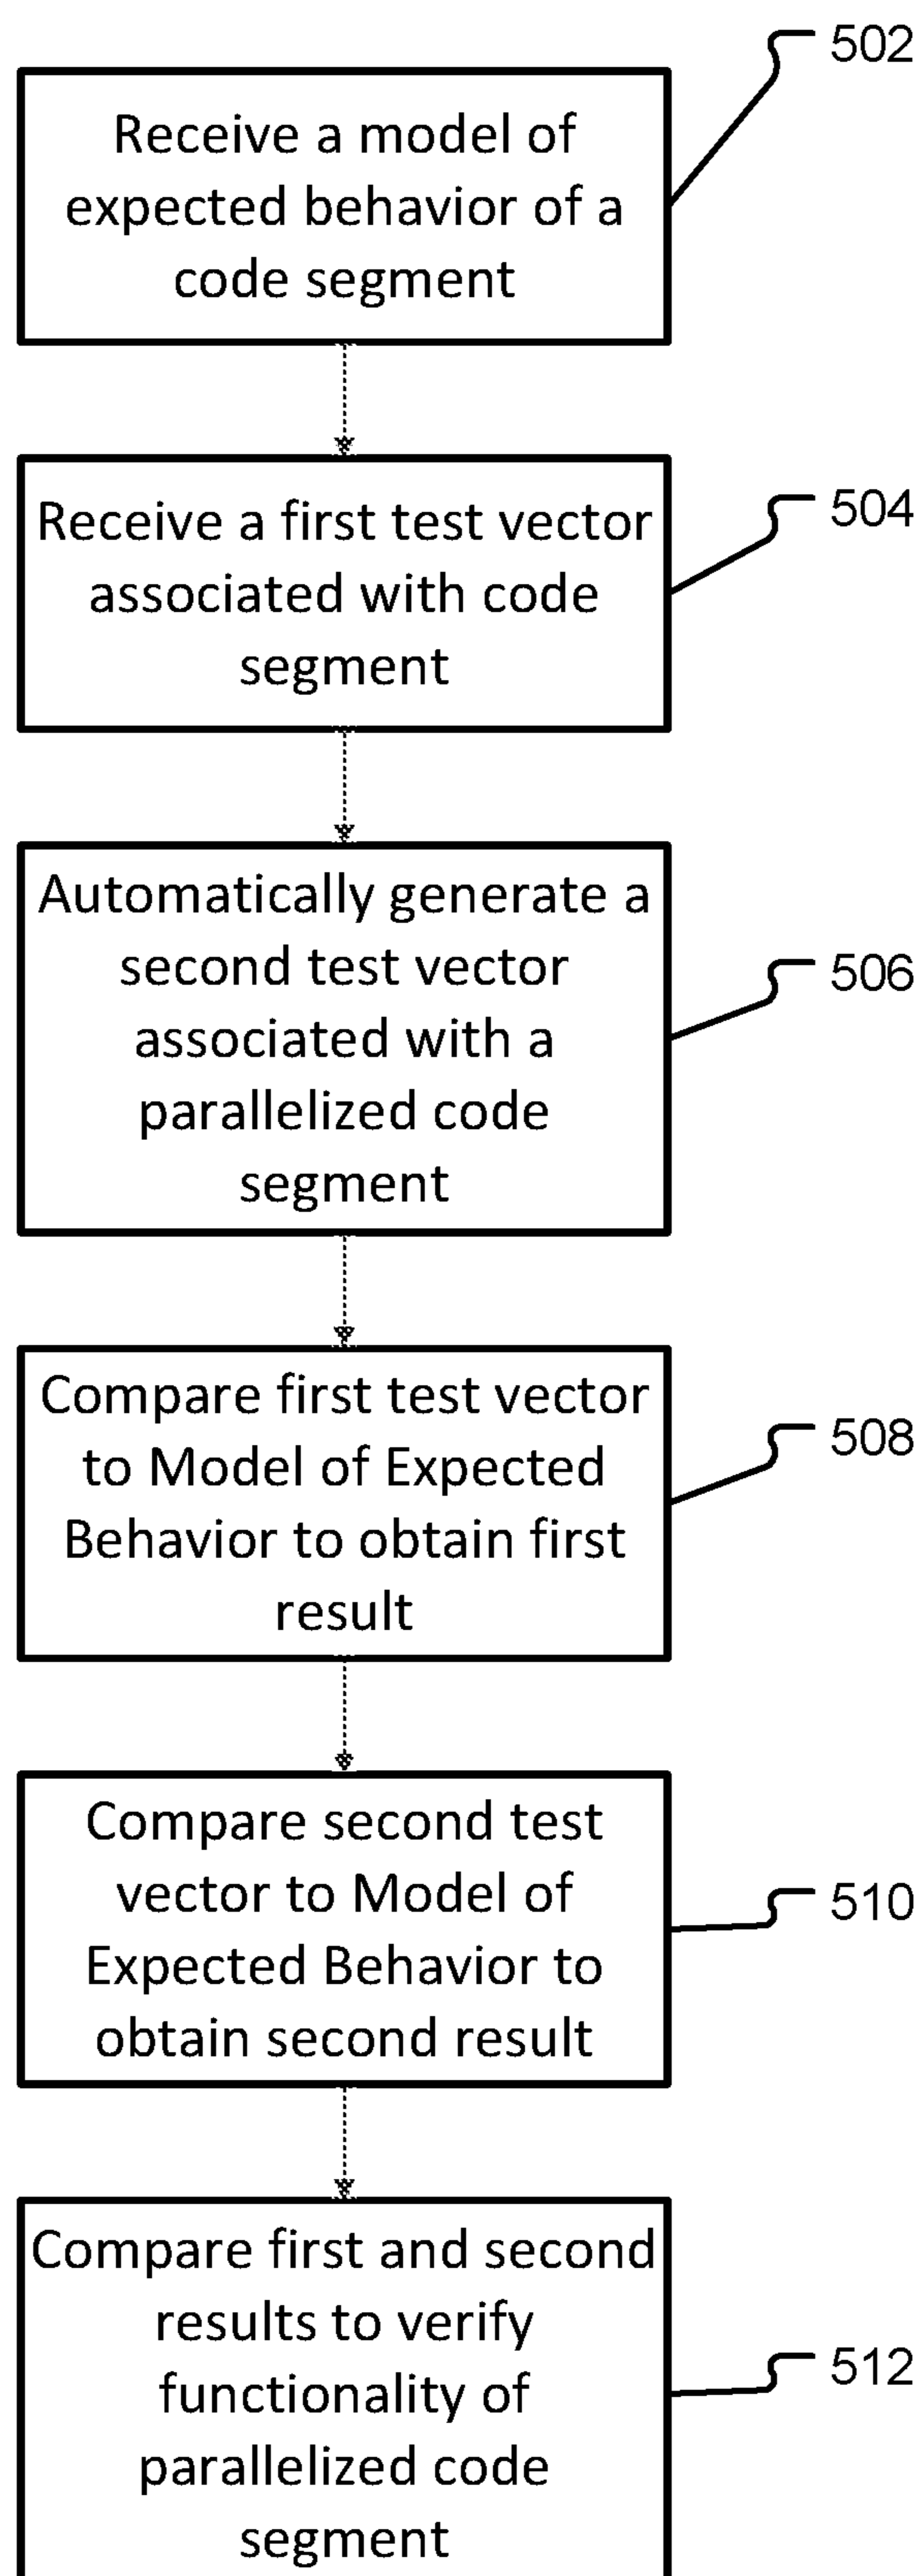 502
Receive a model of
expected behavior of a
code segment
504
Receive a first test vector
associated with code
segment
506
Automatically generate a
second test vector
associated with a
parallelized code
segment
508
Compare first test vector
to Model of Expected
Behavior to obtain first
result
510
Compare second test
vector to Model of
Expected Behavior to
obtain second result
512
Compare first and second
results to verify
functionality of
parallelized code
segment